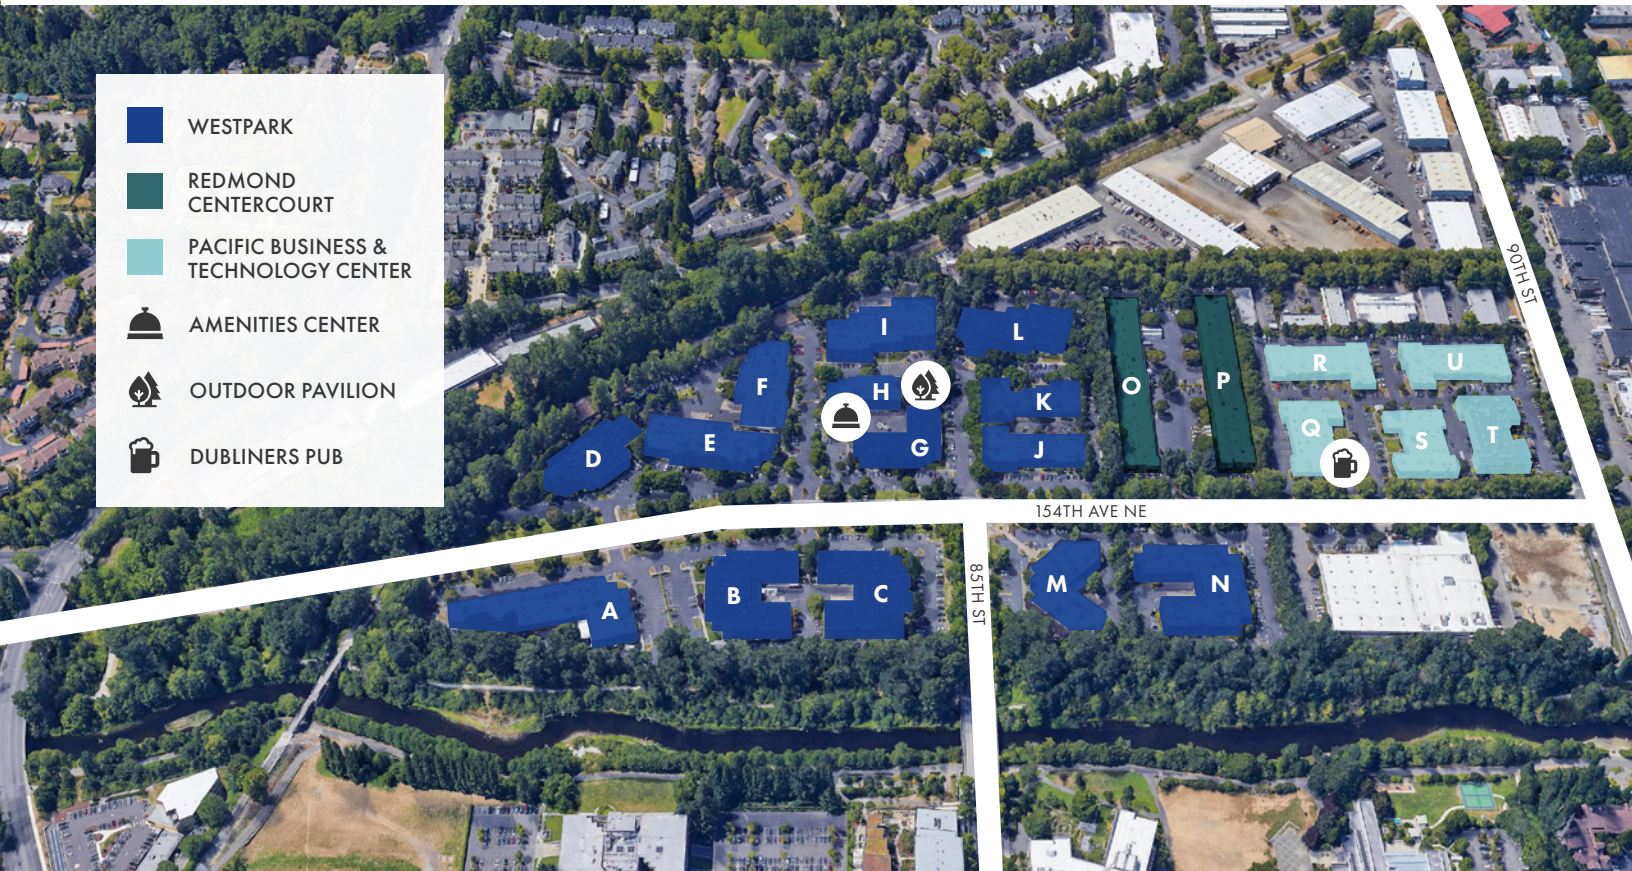 WESTPARK
REDMOND
CENTERCOURT
PACIFIC BUSINESS &
TECHNOLOGY CENTER
AMENITIES CENTER
OUTDOOR PAVILION
DUBLINERS PUB
90TH ST
I
L
F
H
K
O
P
R
U
D
E
G
J
Q
S
T
154TH AVE NE
A
B
C
85TH ST
M
N